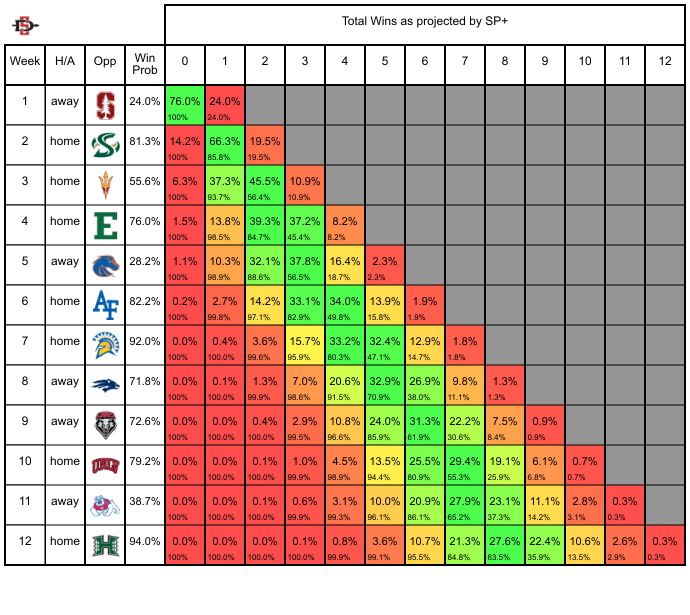 Total Wins as projected by SP+
Week H/A Opp Win Prob 0 1 2 3 4 5 6 7 8 9 10 11 12
1 away S 24.0% 76.0% 24.0%
100% 24.0%
2 home S 81.3% 14.2% 66.3% 19.5%
100% 85.8% 19.5%
3 home 55.6% 6.3% 37.3% 45.5% 10.9%
100% 93.7% 56.4% 10.9%
4 home E 76.0% 1.5% 13.8% 39.3% 37.2% 8.2%
100% 98.5% 84.7% 45.4% 8.2%
5 away 28.2% 1.1% 10.3% 32.1% 37.8% 16.4% 2.3%
100% 98.9% 88.6% 56.5% 18.7% 2.3%
6 home AF 82.2% 0.2% 2.7% 14.2% 33.1% 34.0% 13.9% 1.9%
100% 99.8% 97.1% 82.9% 49.8% 15.8% 1.9%
7 home 92.0% 0.0% 0.4% 3.6% 15.7% 33.2% 32.4% 12.9% 1.8%
100% 100.0% 99.6% 95.9% 80.3% 47.1% 14.7% 1.8%
8 away 71.8% 0.0% 0.1% 1.3% 7.0% 20.6% 32.9% 26.9% 9.8% 1.3%
100% 100.0% 99.9% 98.6% 91.5% 70.9% 38.0% 11.1% 1.3%
9 away 72.6% 0.0% 0.0% 0.4% 2.9% 10.8% 24.0% 31.3% 22.2% 7.5% 0.9%
100% 100.0% 100.0% 99.5% 96.6% 85.9% 61.9% 30.6% 8.4% 0.9%
10 home UNLV 79.2% 0.0% 0.0% 0.1% 1.0% 4.5% 13.5% 25.5% 29.4% 19.1% 6.1% 0.7%
100% 100.0% 100.0% 99.9% 98.9% 94.4% 80.9% 55.3% 25.9% 6.8% 0.7%
11 away 38.7% 0.0% 0.0% 0.1% 0.6% 3.1% 10.0% 20.9% 27.9% 23.1% 11.1% 2.8% 0.3%
100% 100.0% 100.0% 99.9% 99.3% 96.1% 86.1% 65.2% 37.3% 14.2% 3.1% 0.3%
12 home H 94.0% 0.0% 0.0% 0.0% 0.1% 0.8% 3.6% 10.7% 21.3% 27.6% 22.4% 10.6% 2.6% 0.3%
100% 100.0% 100.0% 100.0% 99.9% 99.1% 95.5% 84.8% 63.5% 35.9% 13.5% 2.9% 0.3%